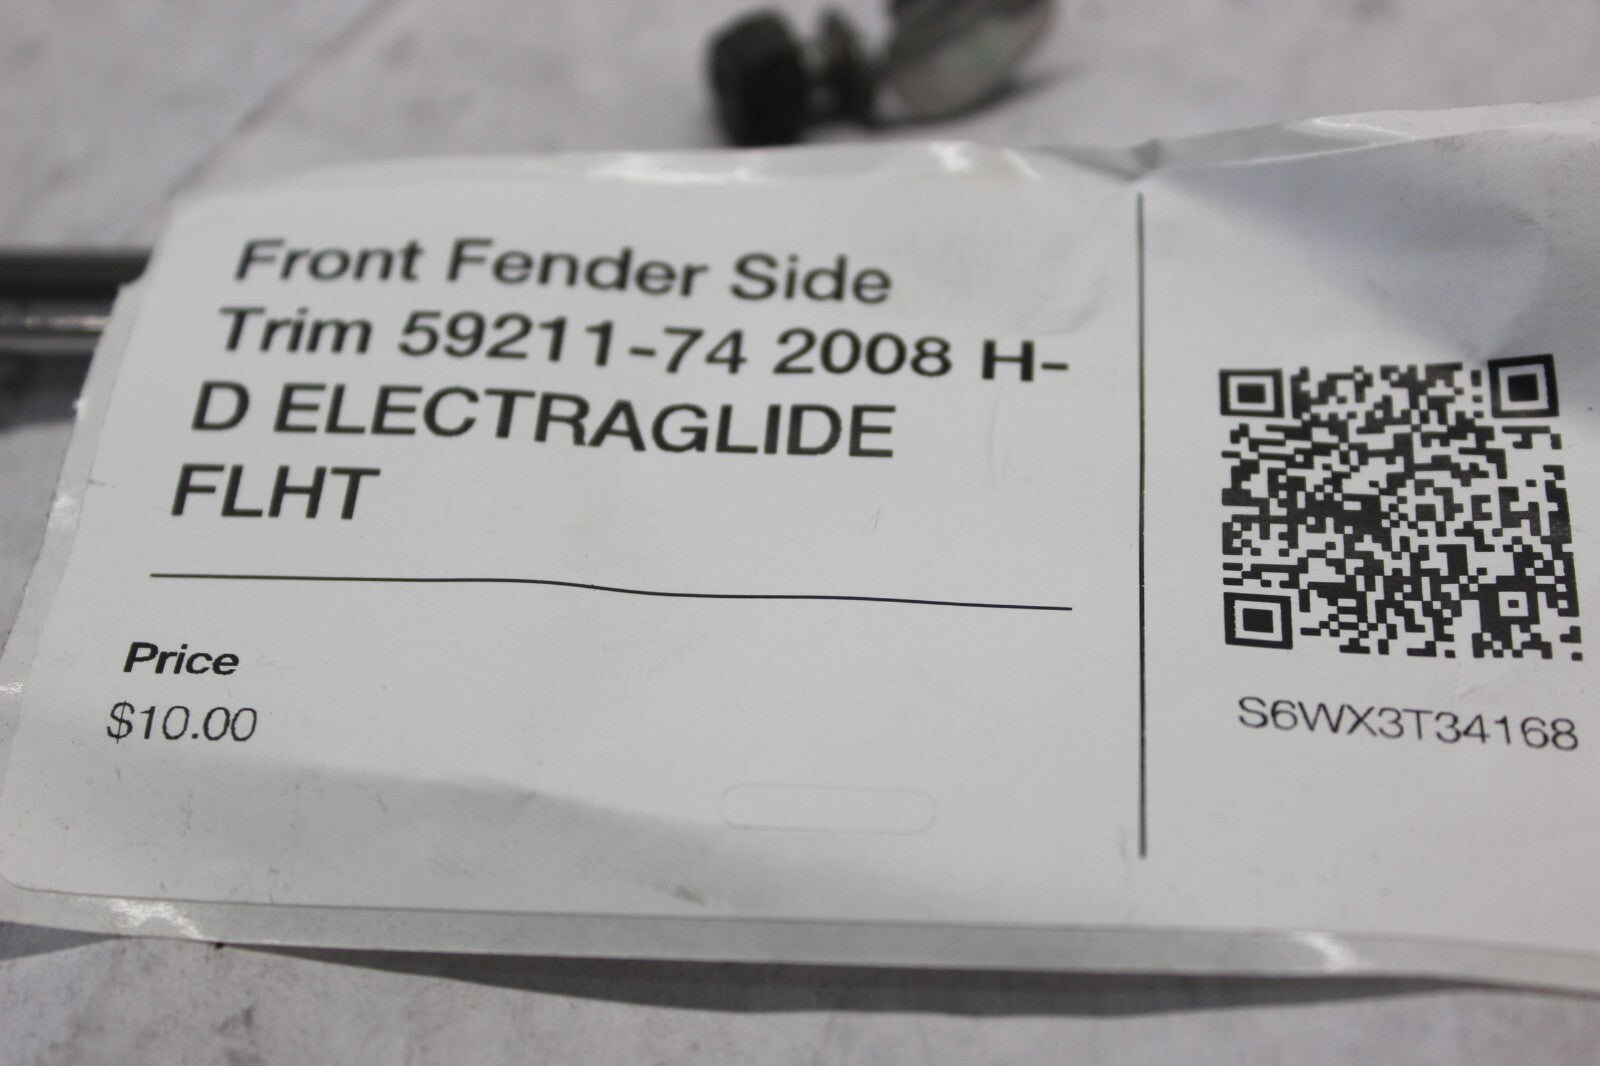 Front Fender Side
Trim 59211-74 2008 H-
D ELECTRAGLIDE
FLHT
Price
$10.00
S6WX3T34168